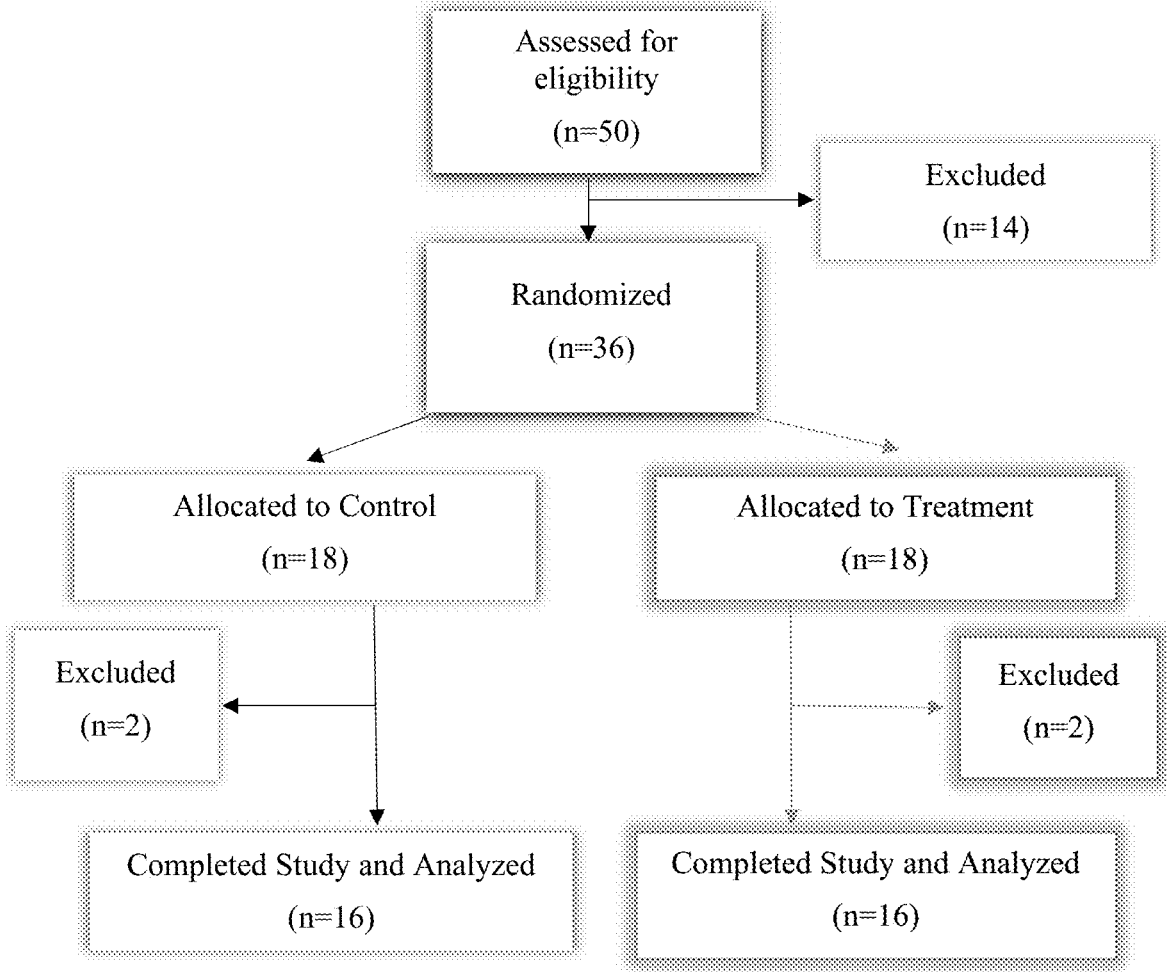 Assessed for
eligibility
(n=50)
Excluded
(n=14)
Randomized
(n=36)
Allocated to Control
(n=18)
Allocated to Treatment
(n=18)
Excluded
(n=2)
Excluded
(n=2)
Completed Study and Analyzed
(n=16)
Completed Study and Analyzed
(n=16)